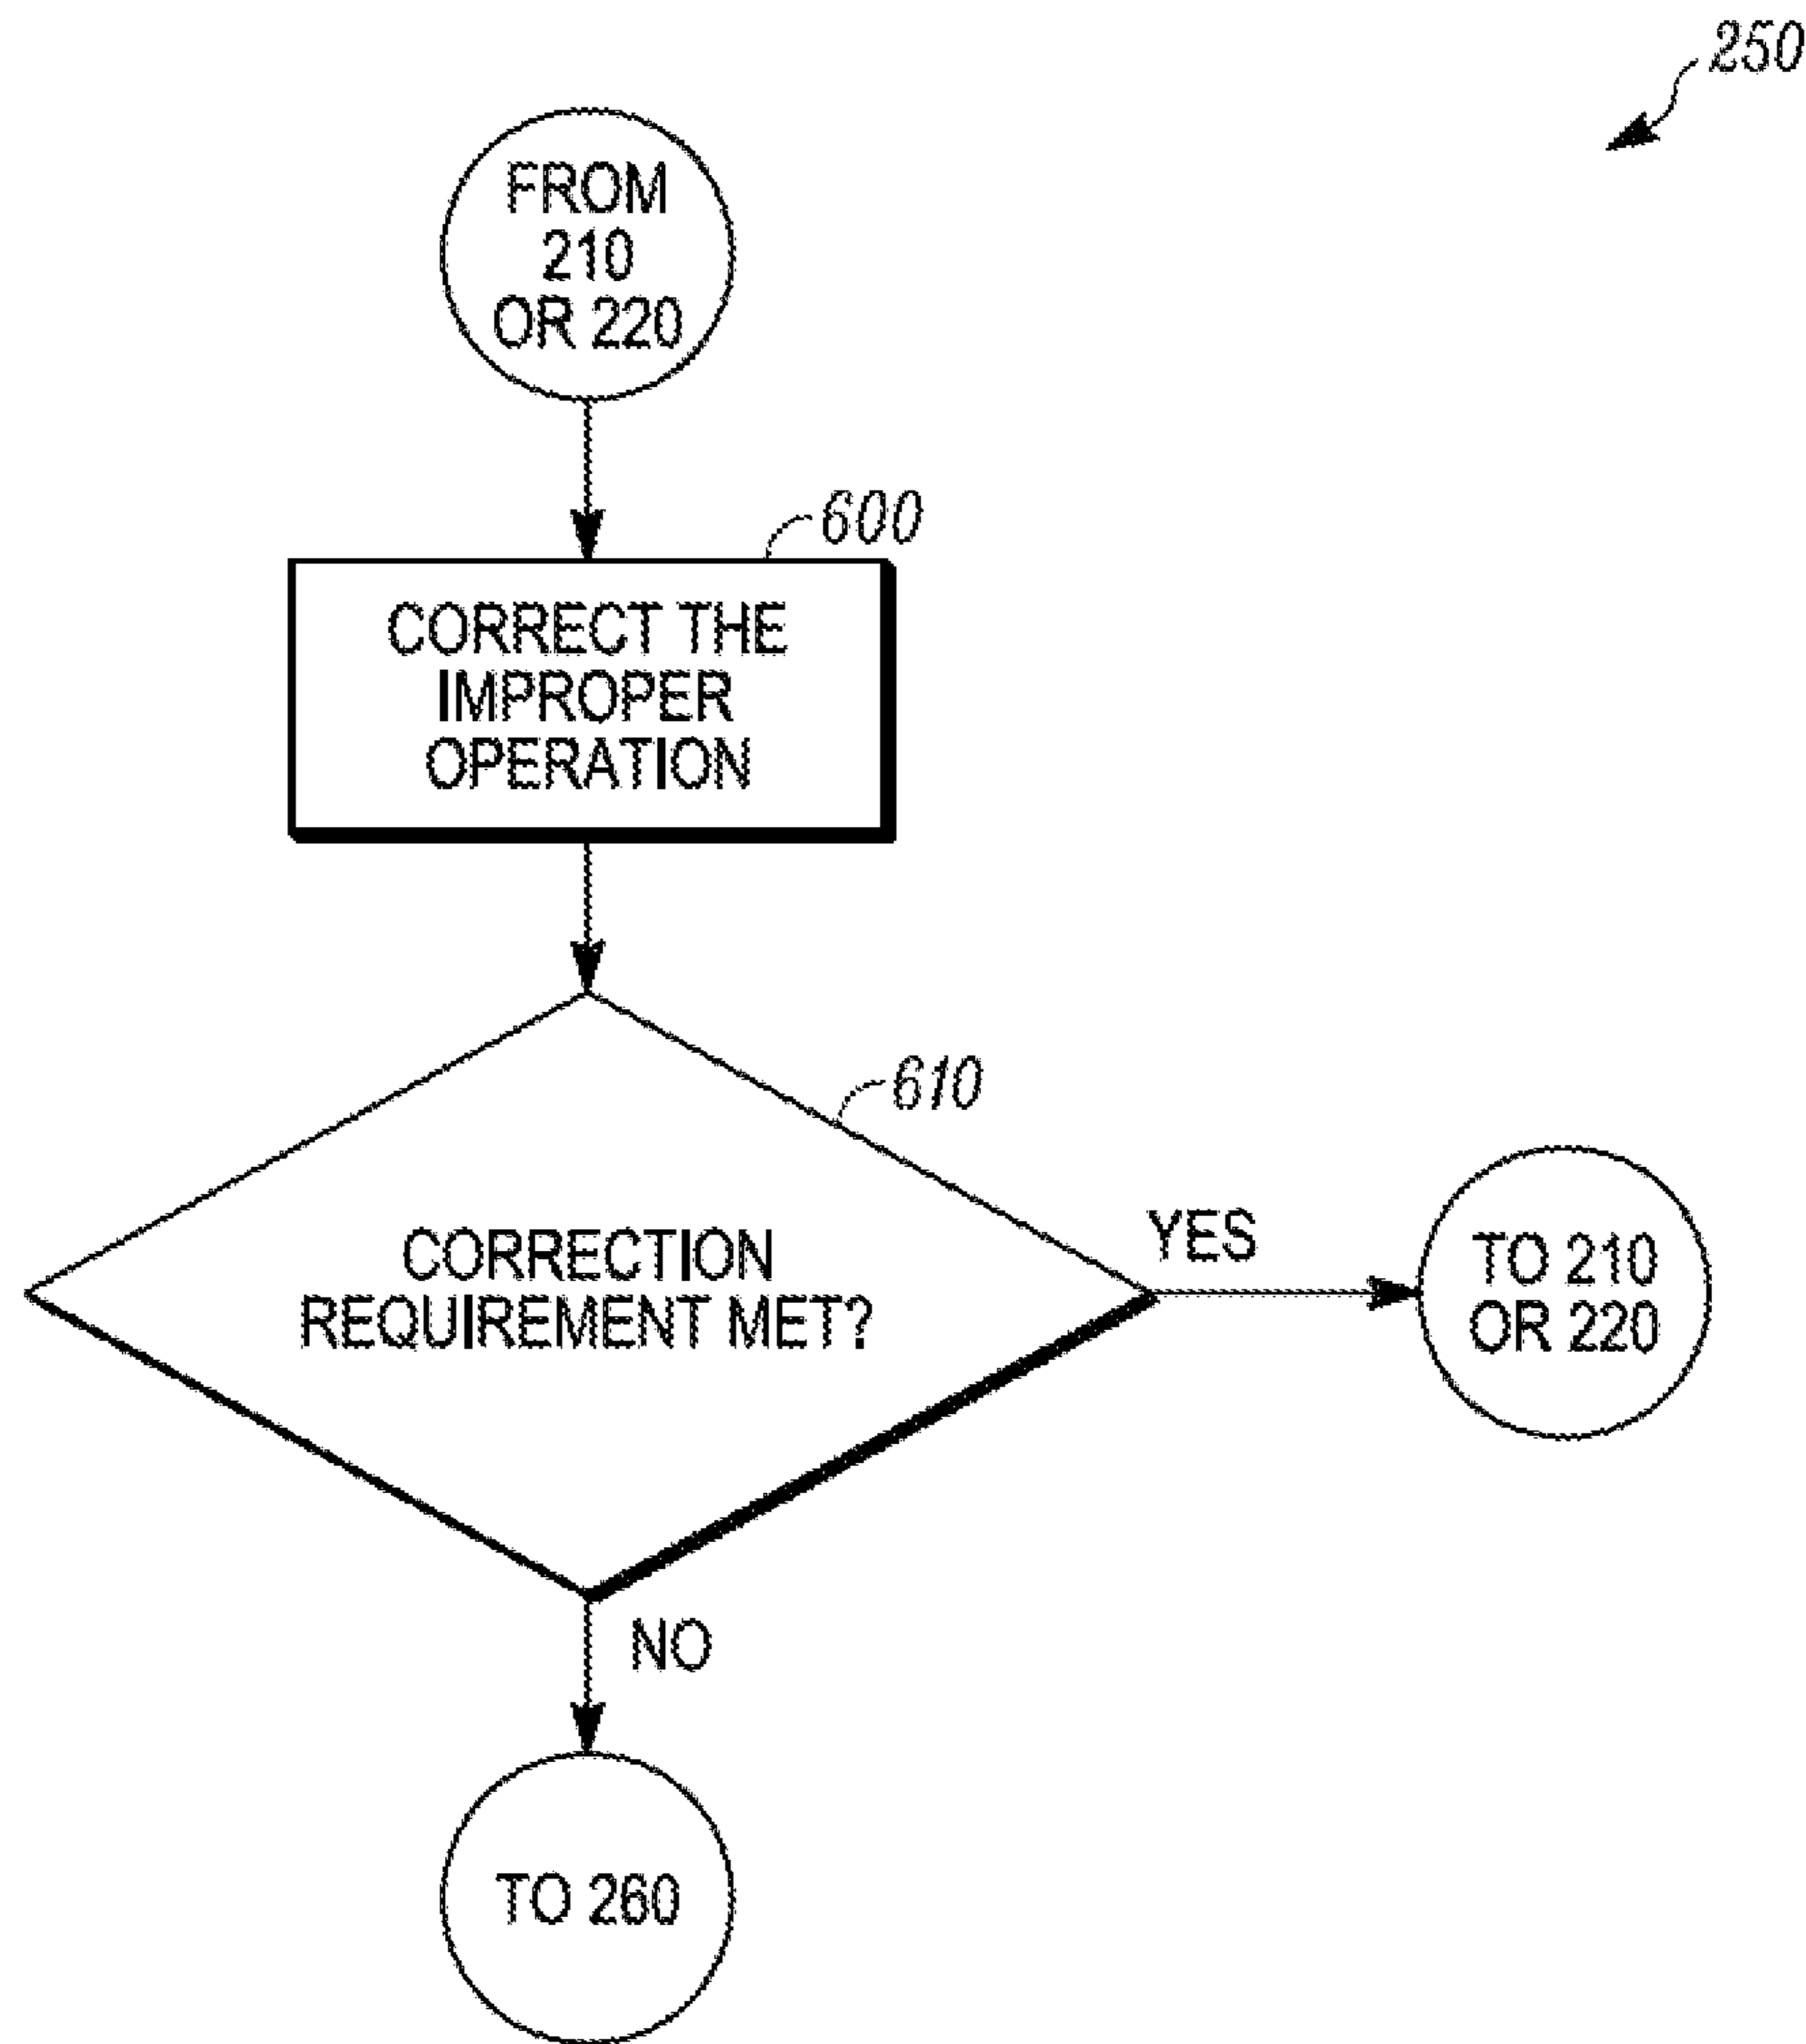 250
FROM
210
OR 220
600
CORRECT THE
IMPROPER
OPERATION
610
CORRECTION
REQUIREMENT MET?
YES
TO 210
OR 220
NO
TO 260